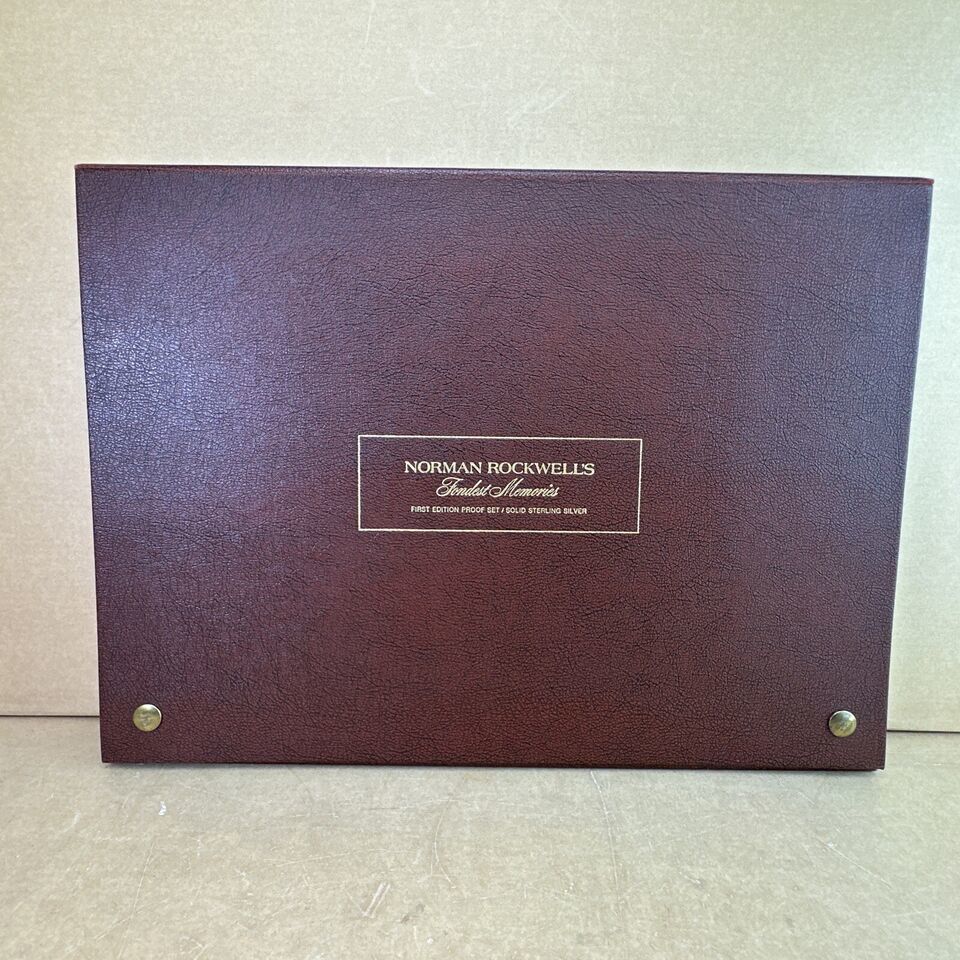 NORMAN ROCKWELL'S
Fondest Memories
FIRST EDITION PROOF SET / SOLID STERLING SILVER